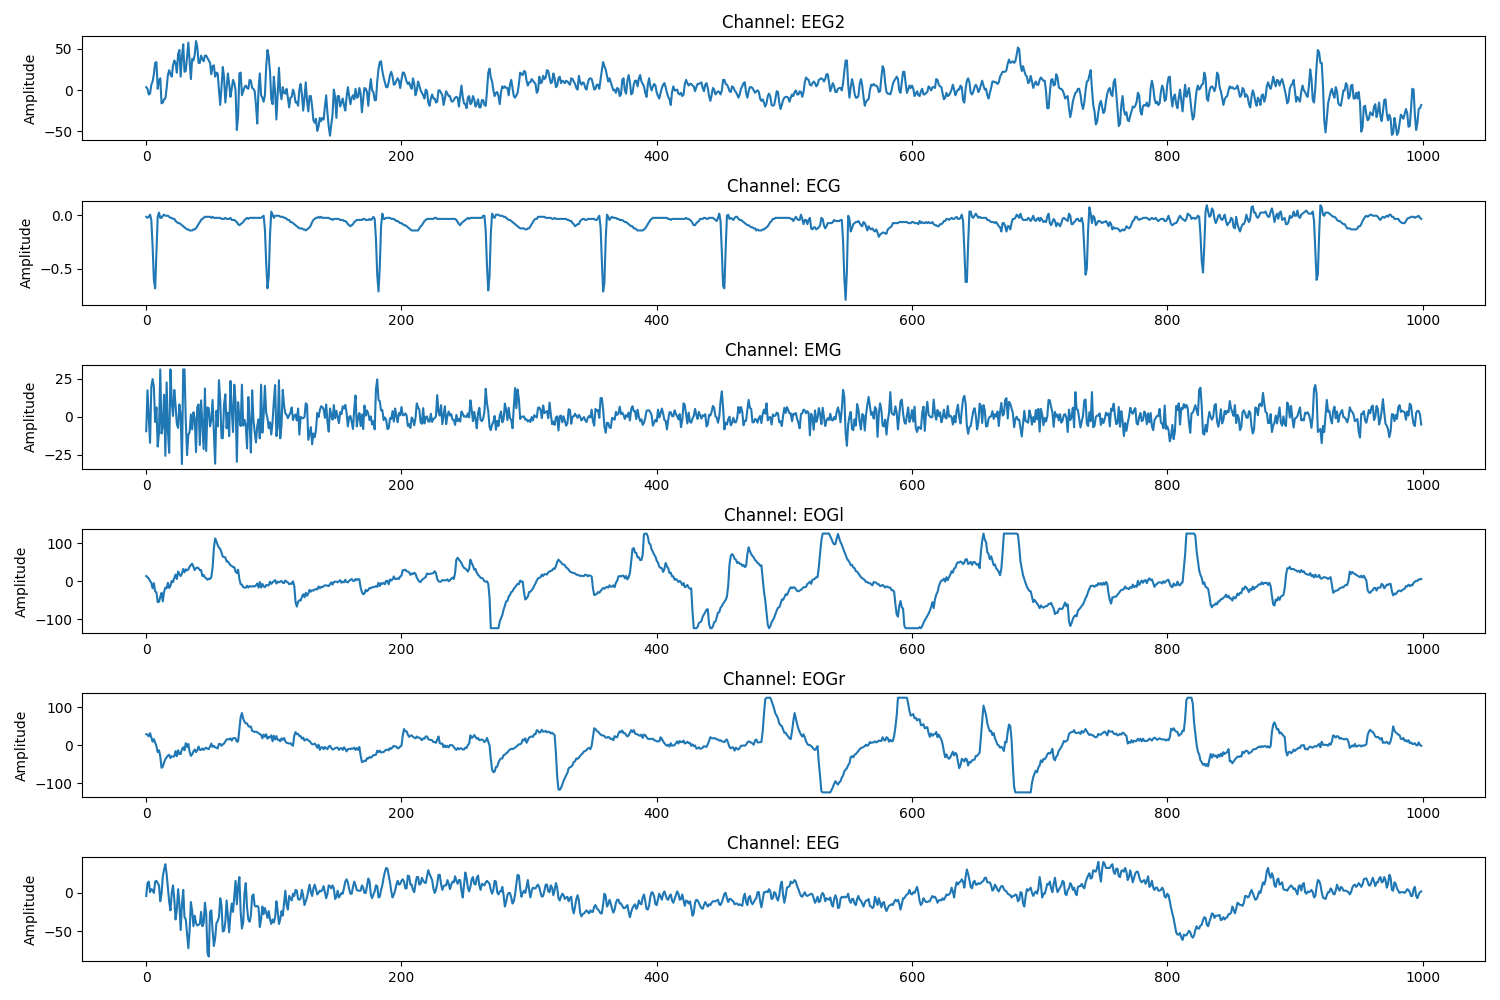 Channel: EEG2
Amplitude
50
0
−50
0 200 400 600 800 1000
Channel: ECG
Amplitude
0.0
−0.5
0 200 400 600 800 1000
Channel: EMG
Amplitude
25
0
−25
0 200 400 600 800 1000
Channel: EOGl
Amplitude
100
0
−100
0 200 400 600 800 1000
Channel: EOGr
Amplitude
100
0
−100
0 200 400 600 800 1000
Channel: EEG
Amplitude
0
−50
0 200 400 600 800 1000